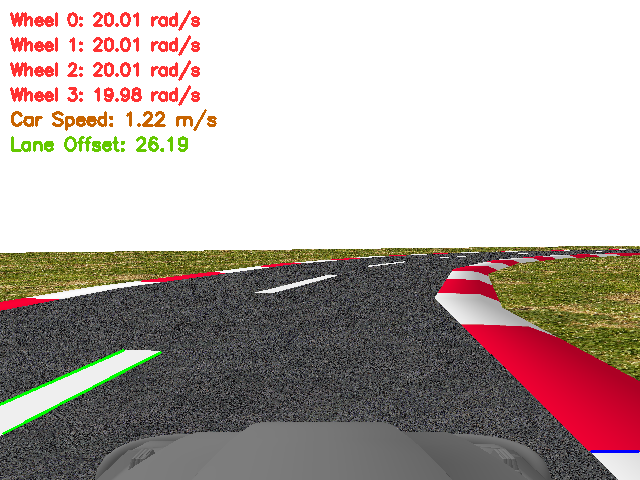 Wheel 0: 20.01 rad/s
Wheel 1: 20.01 rad/s
Wheel 2: 20.01 rad/s
Wheel 3: 19.98 rad/s
Car Speed: 1.22 m/s
Lane Offset: 26.19